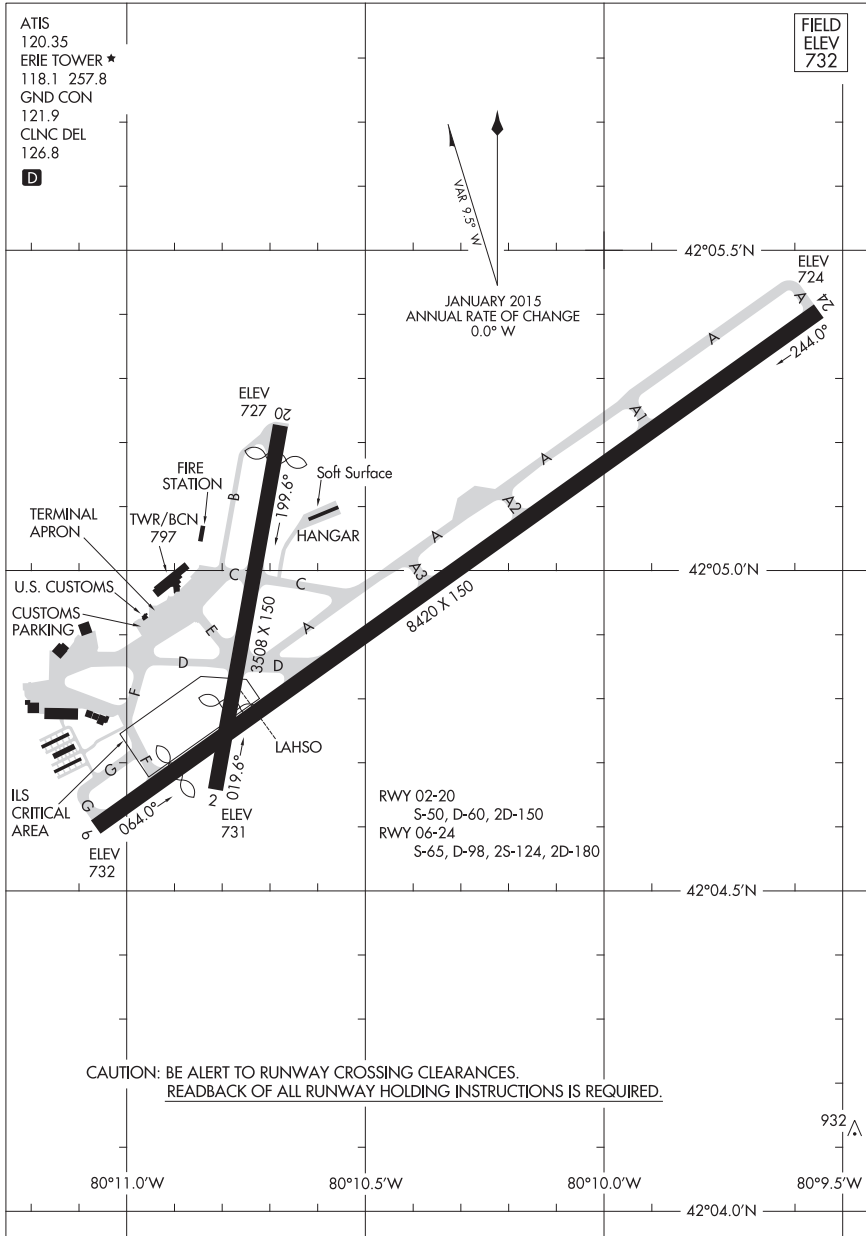 ATIS
120.35
ERIE TOWER ★
118.1 257.8
GND CON
121.9
CLNC DEL
126.8
D
FIELD
ELEV
732
VAR 9.5° W
JANUARY 2015
ANNUAL RATE OF CHANGE
0.0° W
42°05.5'N
ELEV
724
24
A
A
244.0°
A1
A
A2
A
A3
8420 X 150
ELEV
727
20
199.6°
B
FIRE
STATION
Soft Surface
HANGAR
TERMINAL
APRON
TWR/BCN
797
42°05.0'N
U.S. CUSTOMS
CUSTOMS
PARKING
C
C
E
A
3508 X 150
D
D
F
F
LAHSO
G
G
ILS
CRITICAL
AREA
064.0°
019.6°
2
6
ELEV
731
ELEV
732
RWY 02-20
S-50, D-60, 2D-150
RWY 06-24
S-65, D-98, 2S-124, 2D-180
42°04.5'N
CAUTION: BE ALERT TO RUNWAY CROSSING CLEARANCES.
READBACK OF ALL RUNWAY HOLDING INSTRUCTIONS IS REQUIRED.
932
80°11.0'W
80°10.5'W
80°10.0'W
80°9.5'W
42°04.0'N